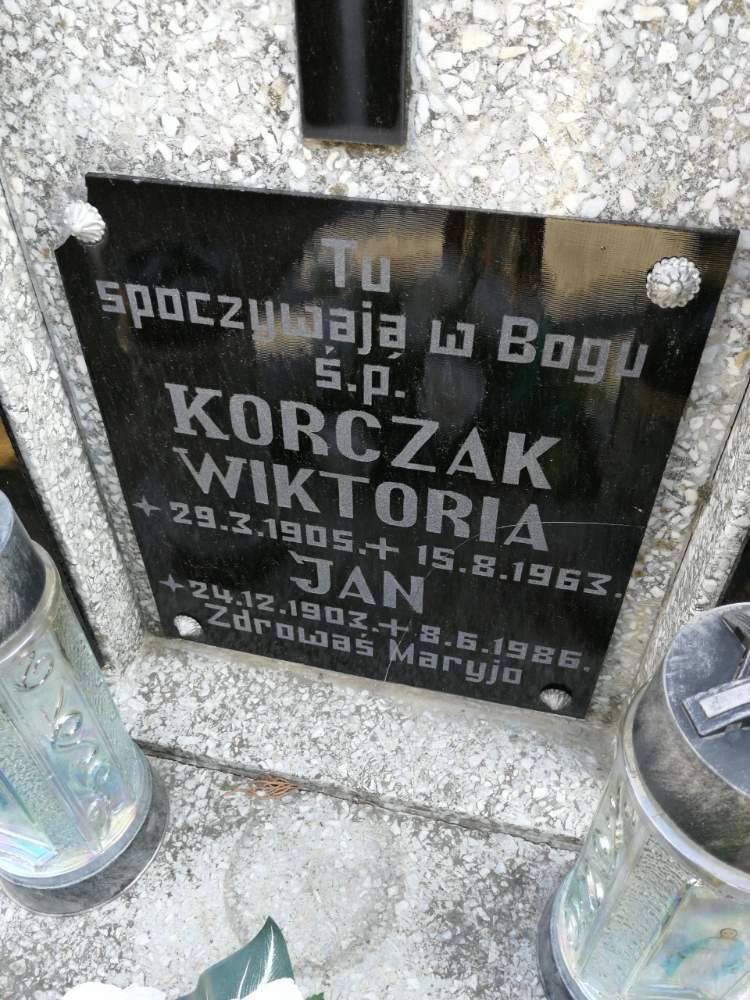 Tu
spoczywają w Bogu
ś.p.
KORCZAK
WIKTORIA
29.3.1905.+ 15.8.1963.
JAN
24.12.1903.+ 8.6.1986.
Zdrowaś Maryjo